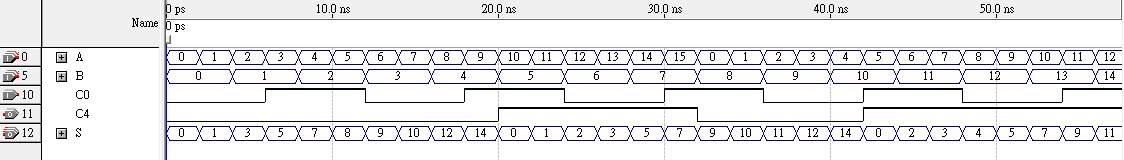 0 ps 10.0 ns 20.0 ns 30.0 ns 40.0 ns 50.0 ns
Name
0 ps
0 A 0 1 2 3 4 5 6 7 8 9 10 11 12 13 14 15 0 1 2 3 4 5 6 7 8 9 10 11 12
5 B 0 1 2 3 4 5 6 7 8 9 10 11 12 13 14
10 C0
11 C4
12 S 0 1 3 5 7 8 9 10 12 14 0 1 2 3 5 7 9 10 11 12 14 0 2 3 4 5 7 9 11